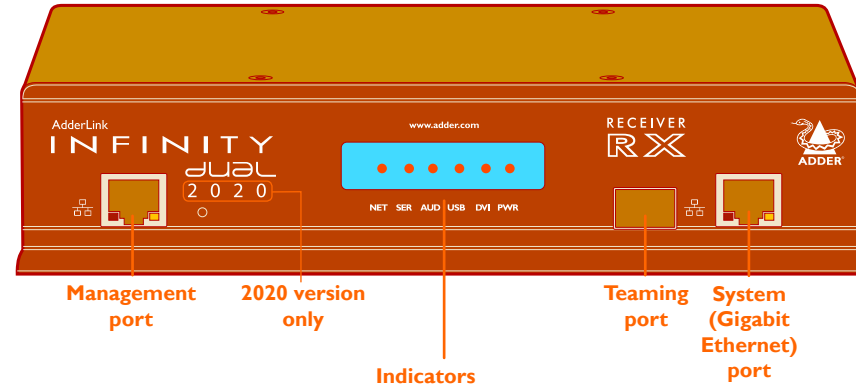 AdderLink
INFINITY
dual
2020
www.adder.com
NET SER AUD USB DVI PWR
RECEIVER
RX
ADDER®
Management
port
2020 version
only
Indicators
Teaming
port
System
(Gigabit
Ethernet)
port